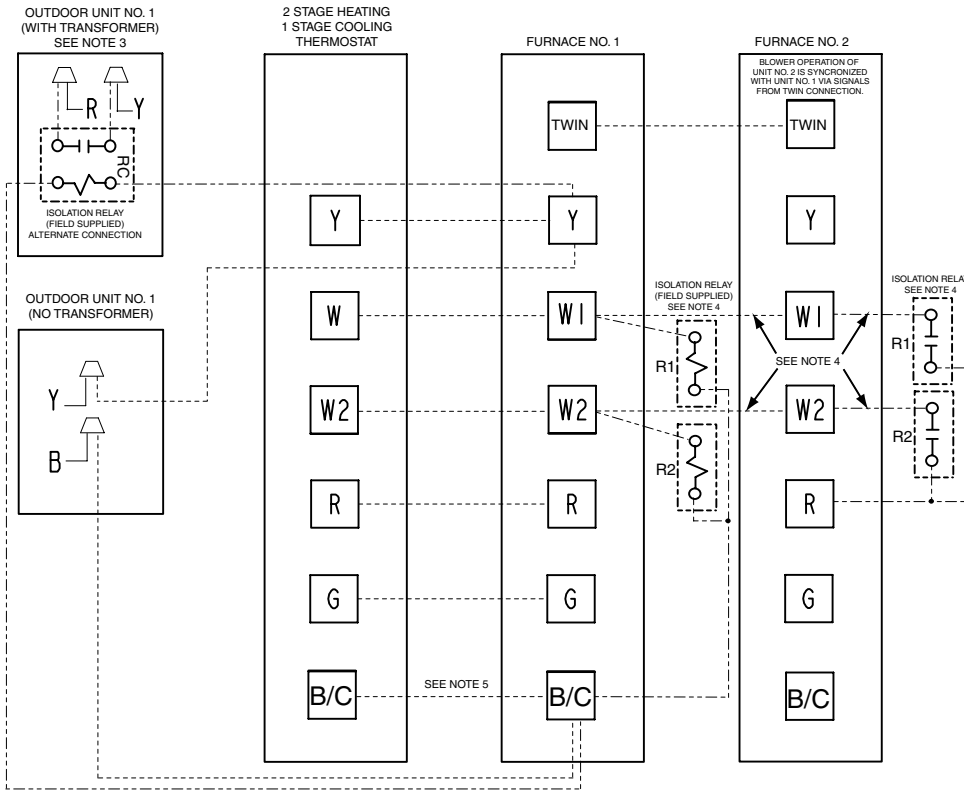 OUTDOOR UNIT NO. 1
(WITH TRANSFORMER)
SEE NOTE 3
R
Y
RC
ISOLATION RELAY
(FIELD SUPPLIED)
ALTERNATE CONNECTION
OUTDOOR UNIT NO. 1
(NO TRANSFORMER)
Y
B
2 STAGE HEATING
1 STAGE COOLING
THERMOSTAT
Y
W
W2
R
G
B/C
SEE NOTE 5
FURNACE NO. 1
TWIN
Y
W1
W2
R
G
B/C
ISOLATION RELAY
(FIELD SUPPLIED)
SEE NOTE 4
R1
R2
FURNACE NO. 2
BLOWER OPERATION OF
UNIT NO. 2 IS SYNCRONIZED
WITH UNIT NO. 1 VIA SIGNALS
FROM TWIN CONNECTION.
TWIN
Y
W1
SEE NOTE 4
W2
R
G
B/C
ISOLATION RELAY
SEE NOTE 4
R1
R2